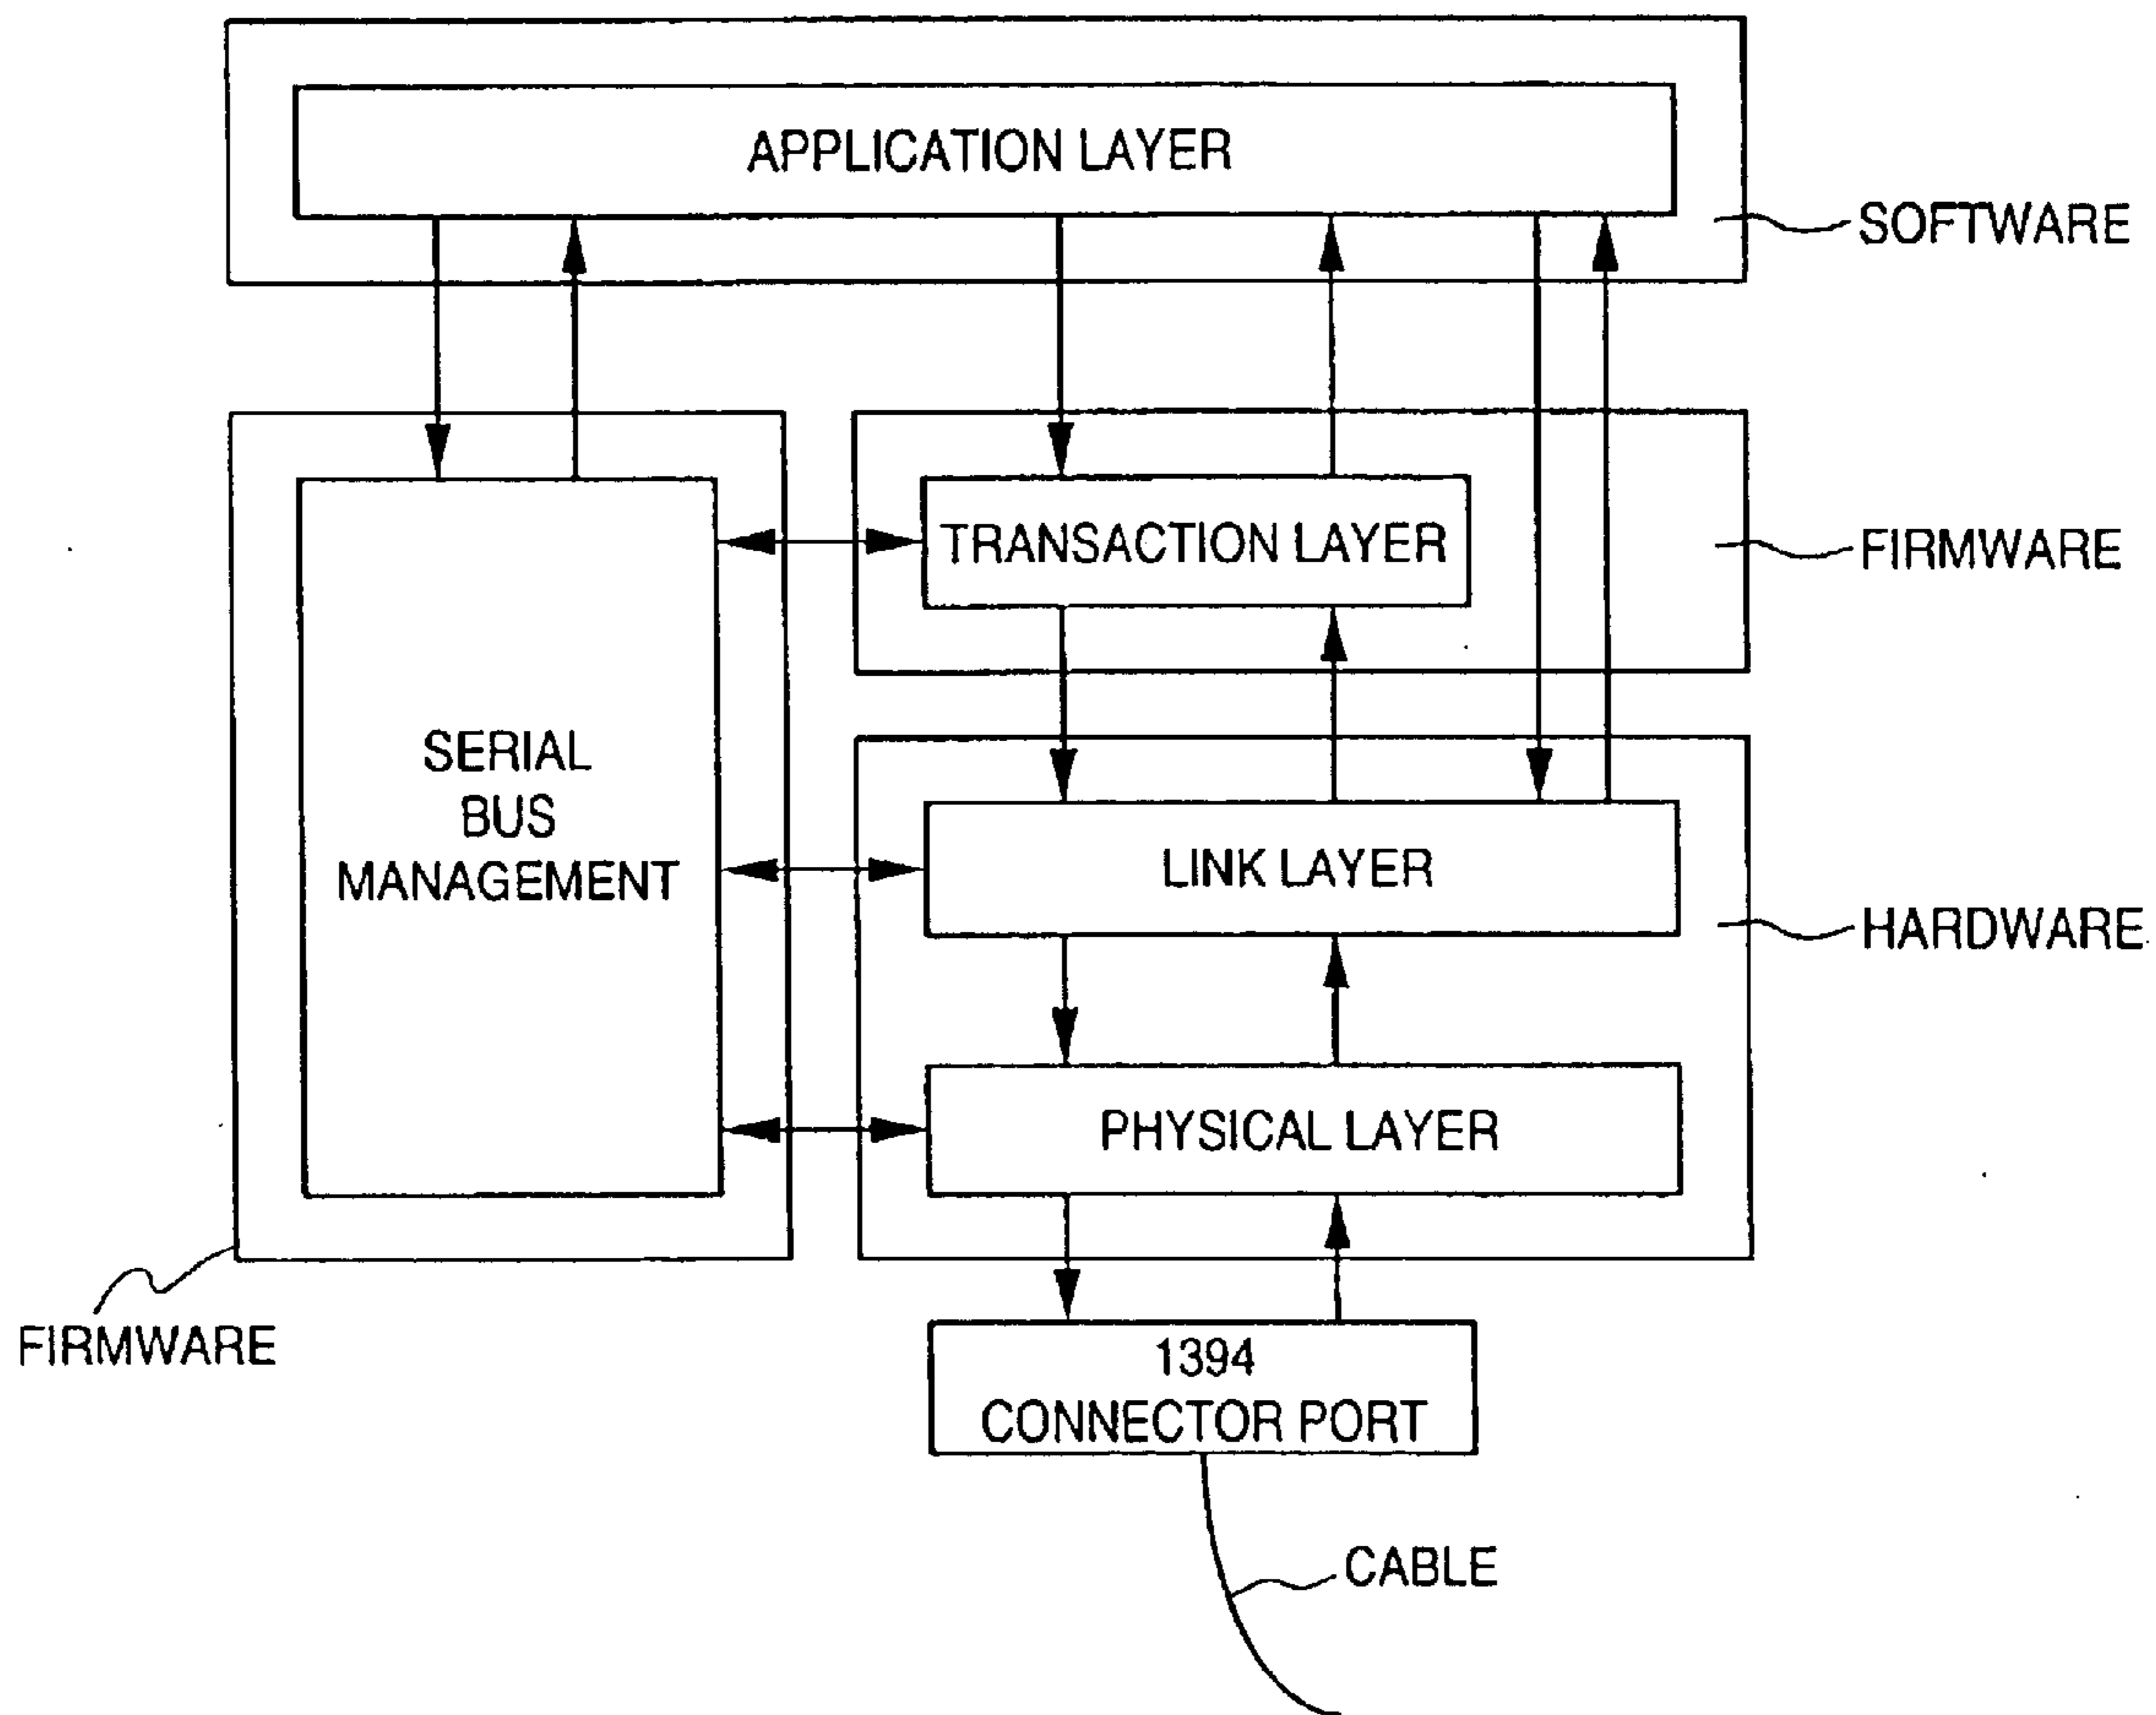 APPLICATION LAYER
SOFTWARE
TRANSACTION LAYER
FIRMWARE
SERIAL
BUS
MANAGEMENT
LINK LAYER
HARDWARE
PHYSICAL LAYER
FIRMWARE
1394
CONNECTOR PORT
CABLE